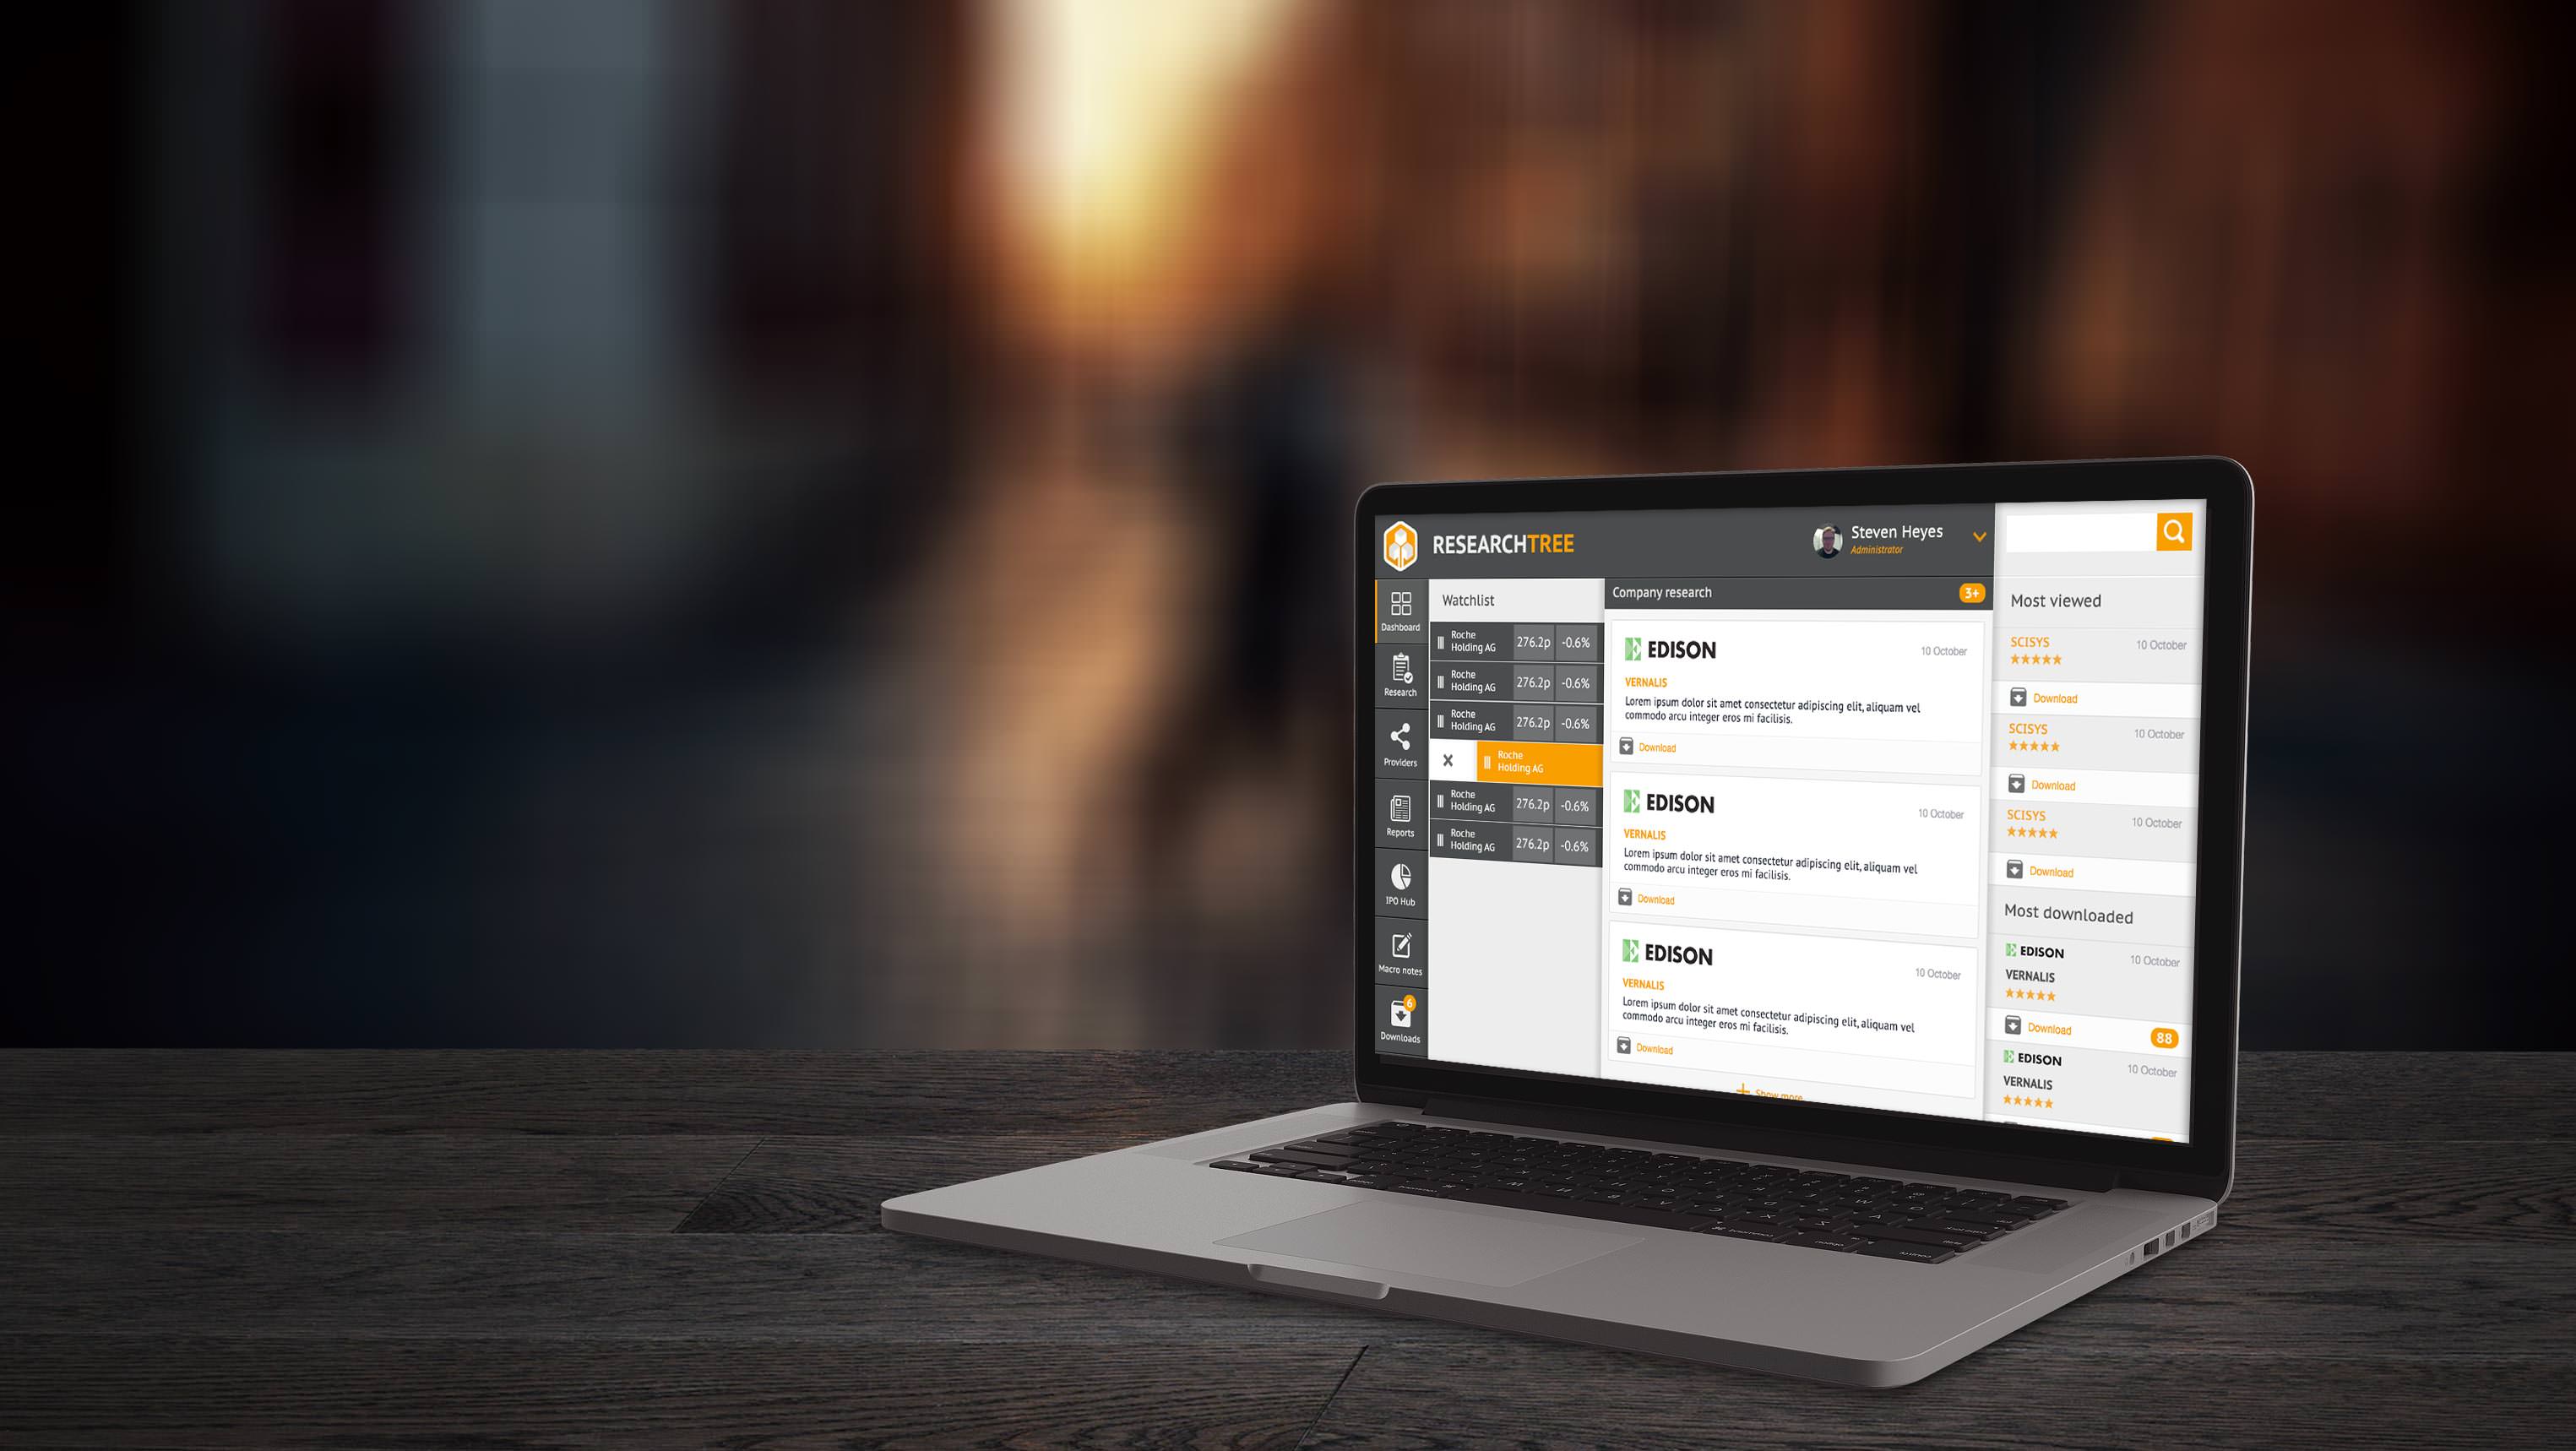 RESEARCHTREE
Steven Heyes
Administrator
Dashboard
Research
Providers
Reports
IPO Hub
Macro notes
6
Downloads
Watchlist
Roche
Holding AG
276.2p
-0.6%
Roche
Holding AG
276.2p
-0.6%
Roche
Holding AG
276.2p
-0.6%
Roche
Holding AG
Roche
Holding AG
276.2p
-0.6%
Roche
Holding AG
276.2p
-0.6%
Company research
3+
EDISON
10 October
VERNALIS
Lorem ipsum dolor sit amet consectetur adipiscing elit, aliquam vel
commodo arcu integer eros mi facilisis.
Download
EDISON
10 October
VERNALIS
Lorem ipsum dolor sit amet consectetur adipiscing elit, aliquam vel
commodo arcu integer eros mi facilisis.
Download
EDISON
10 October
VERNALIS
Lorem ipsum dolor sit amet consectetur adipiscing elit, aliquam vel
commodo arcu integer eros mi facilisis.
Download
Show more
Most viewed
SCISYS
10 October
Download
SCISYS
10 October
Download
SCISYS
10 October
Download
Most downloaded
EDISON
10 October
VERNALIS
Download
88
EDISON
10 October
VERNALIS